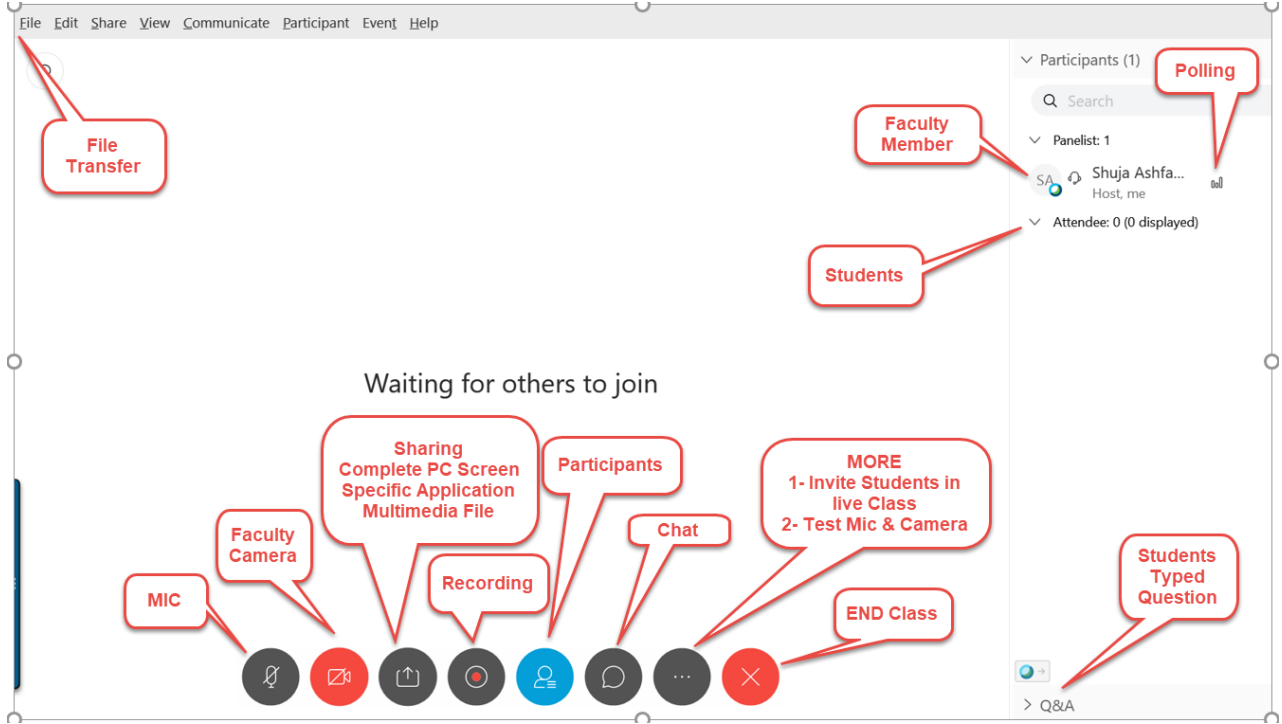 File Edit Share View Communicate Participant Event Help
Participants (1)
Polling
Search
File
Transfer
Faculty
Member
Panelist: 1
SA
Shuja Ashfa...
Host, me
Attendee: 0 (0 displayed)
Students
Waiting for others to join
Sharing
Complete PC Screen
Specific Application
Multimedia File
Participants
MORE
1- Invite Students in
live Class
2- Test Mic & Camera
Faculty
Camera
Chat
Recording
Students
Typed
Question
MIC
END Class
Q&A